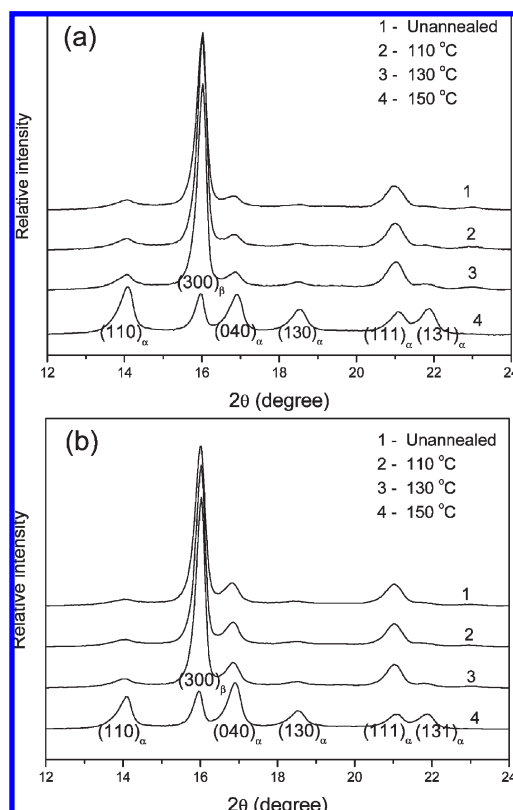 (a)
1 - Unannealed
2 - 110 °C
3 - 130 °C
4 - 150 °C
Relative intensity
1
2
3
4
(300)β
(110)α
(040)α
(130)α
(111)α
(131)α
12 14 16 18 20 22 24
2θ (degree)
(b)
1 - Unannealed
2 - 110 °C
3 - 130 °C
4 - 150 °C
Relative intensity
1
2
3
4
(300)β
(110)α
(040)α
(130)α
(111)α
(131)α
12 14 16 18 20 22 24
2θ (degree)